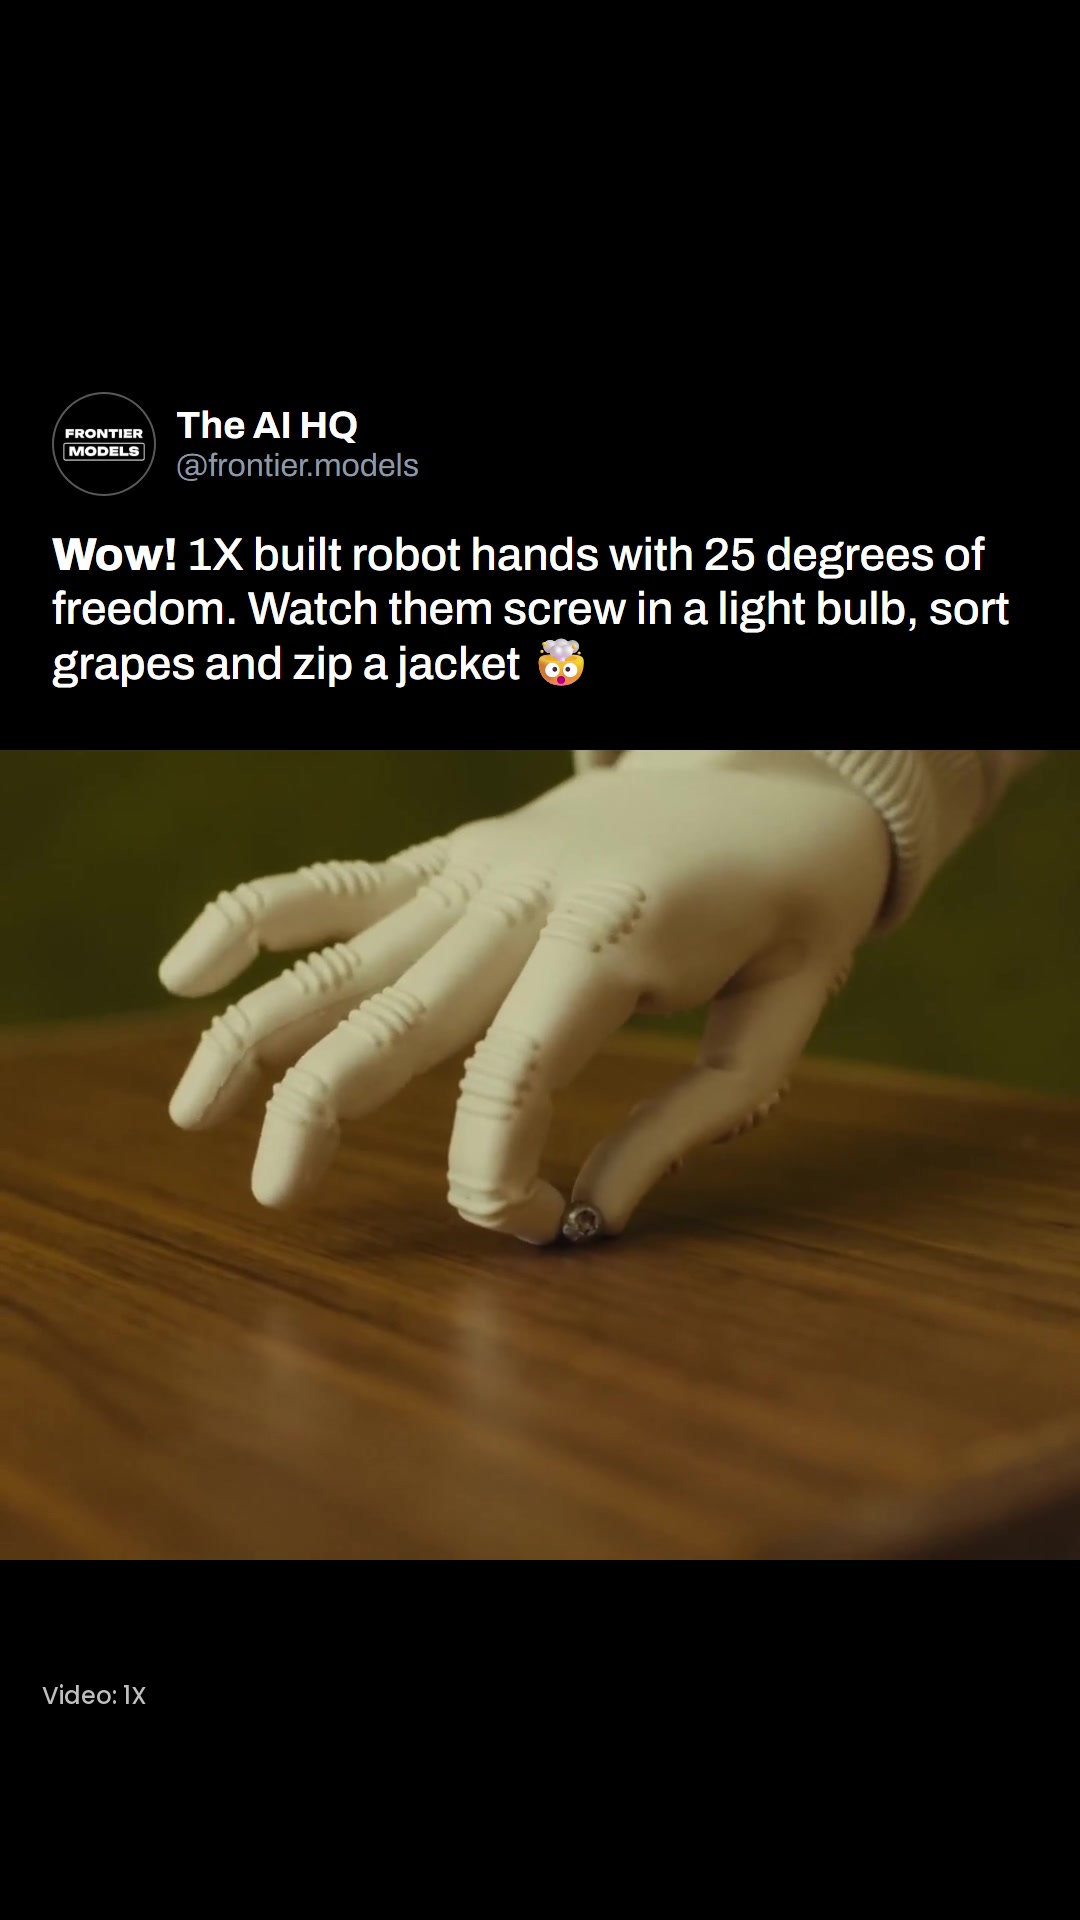 FRONTIER
MODELS
The AI HQ
@frontier.models
Wow! 1X built robot hands with 25 degrees of
freedom. Watch them screw in a light bulb, sort
grapes and zip a jacket 🤯
Video: 1X